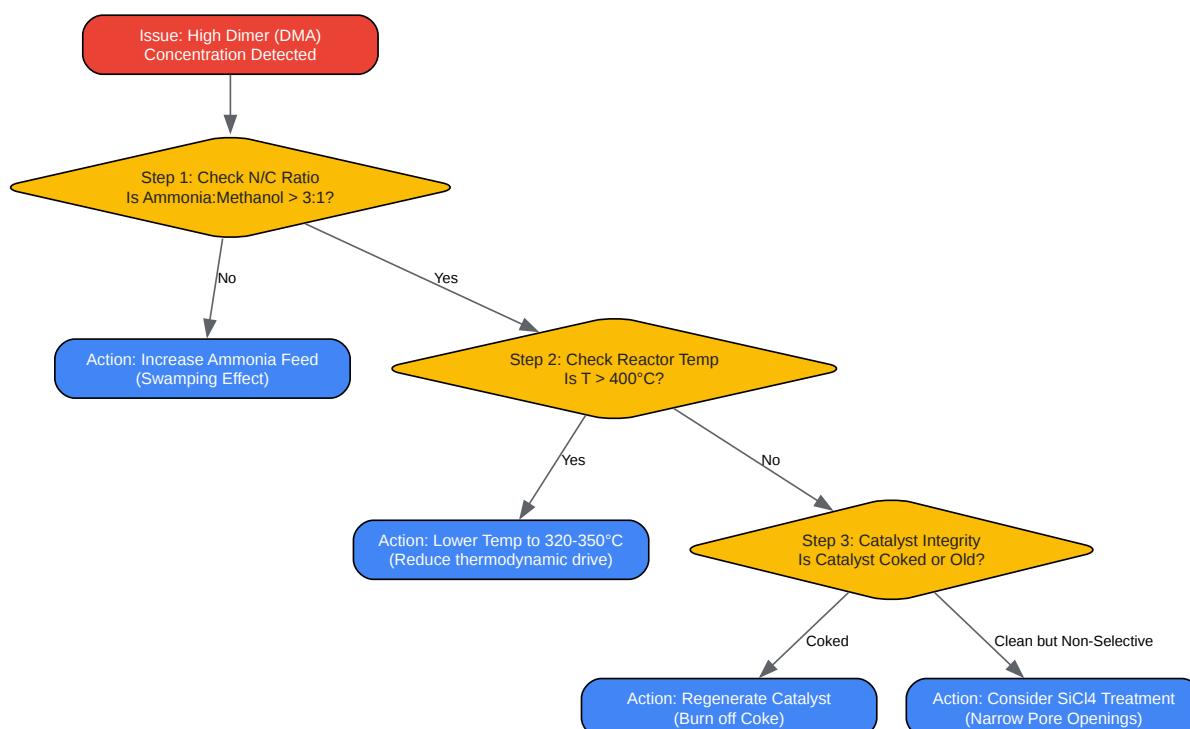 Issue: High Dimer (DMA)
Concentration Detected
Step 1: Check N/C Ratio
Is Ammonia:Methanol > 3:1?
No
Yes
Action: Increase Ammonia Feed
(Swamping Effect)
Step 2: Check Reactor Temp
Is T > 400°C?
Yes
No
Action: Lower Temp to 320-350°C
(Reduce thermodynamic drive)
Step 3: Catalyst Integrity
Is Catalyst Coked or Old?
Coked
Clean but Non-Selective
Action: Regenerate Catalyst
(Burn off Coke)
Action: Consider SiCl4 Treatment
(Narrow Pore Openings)